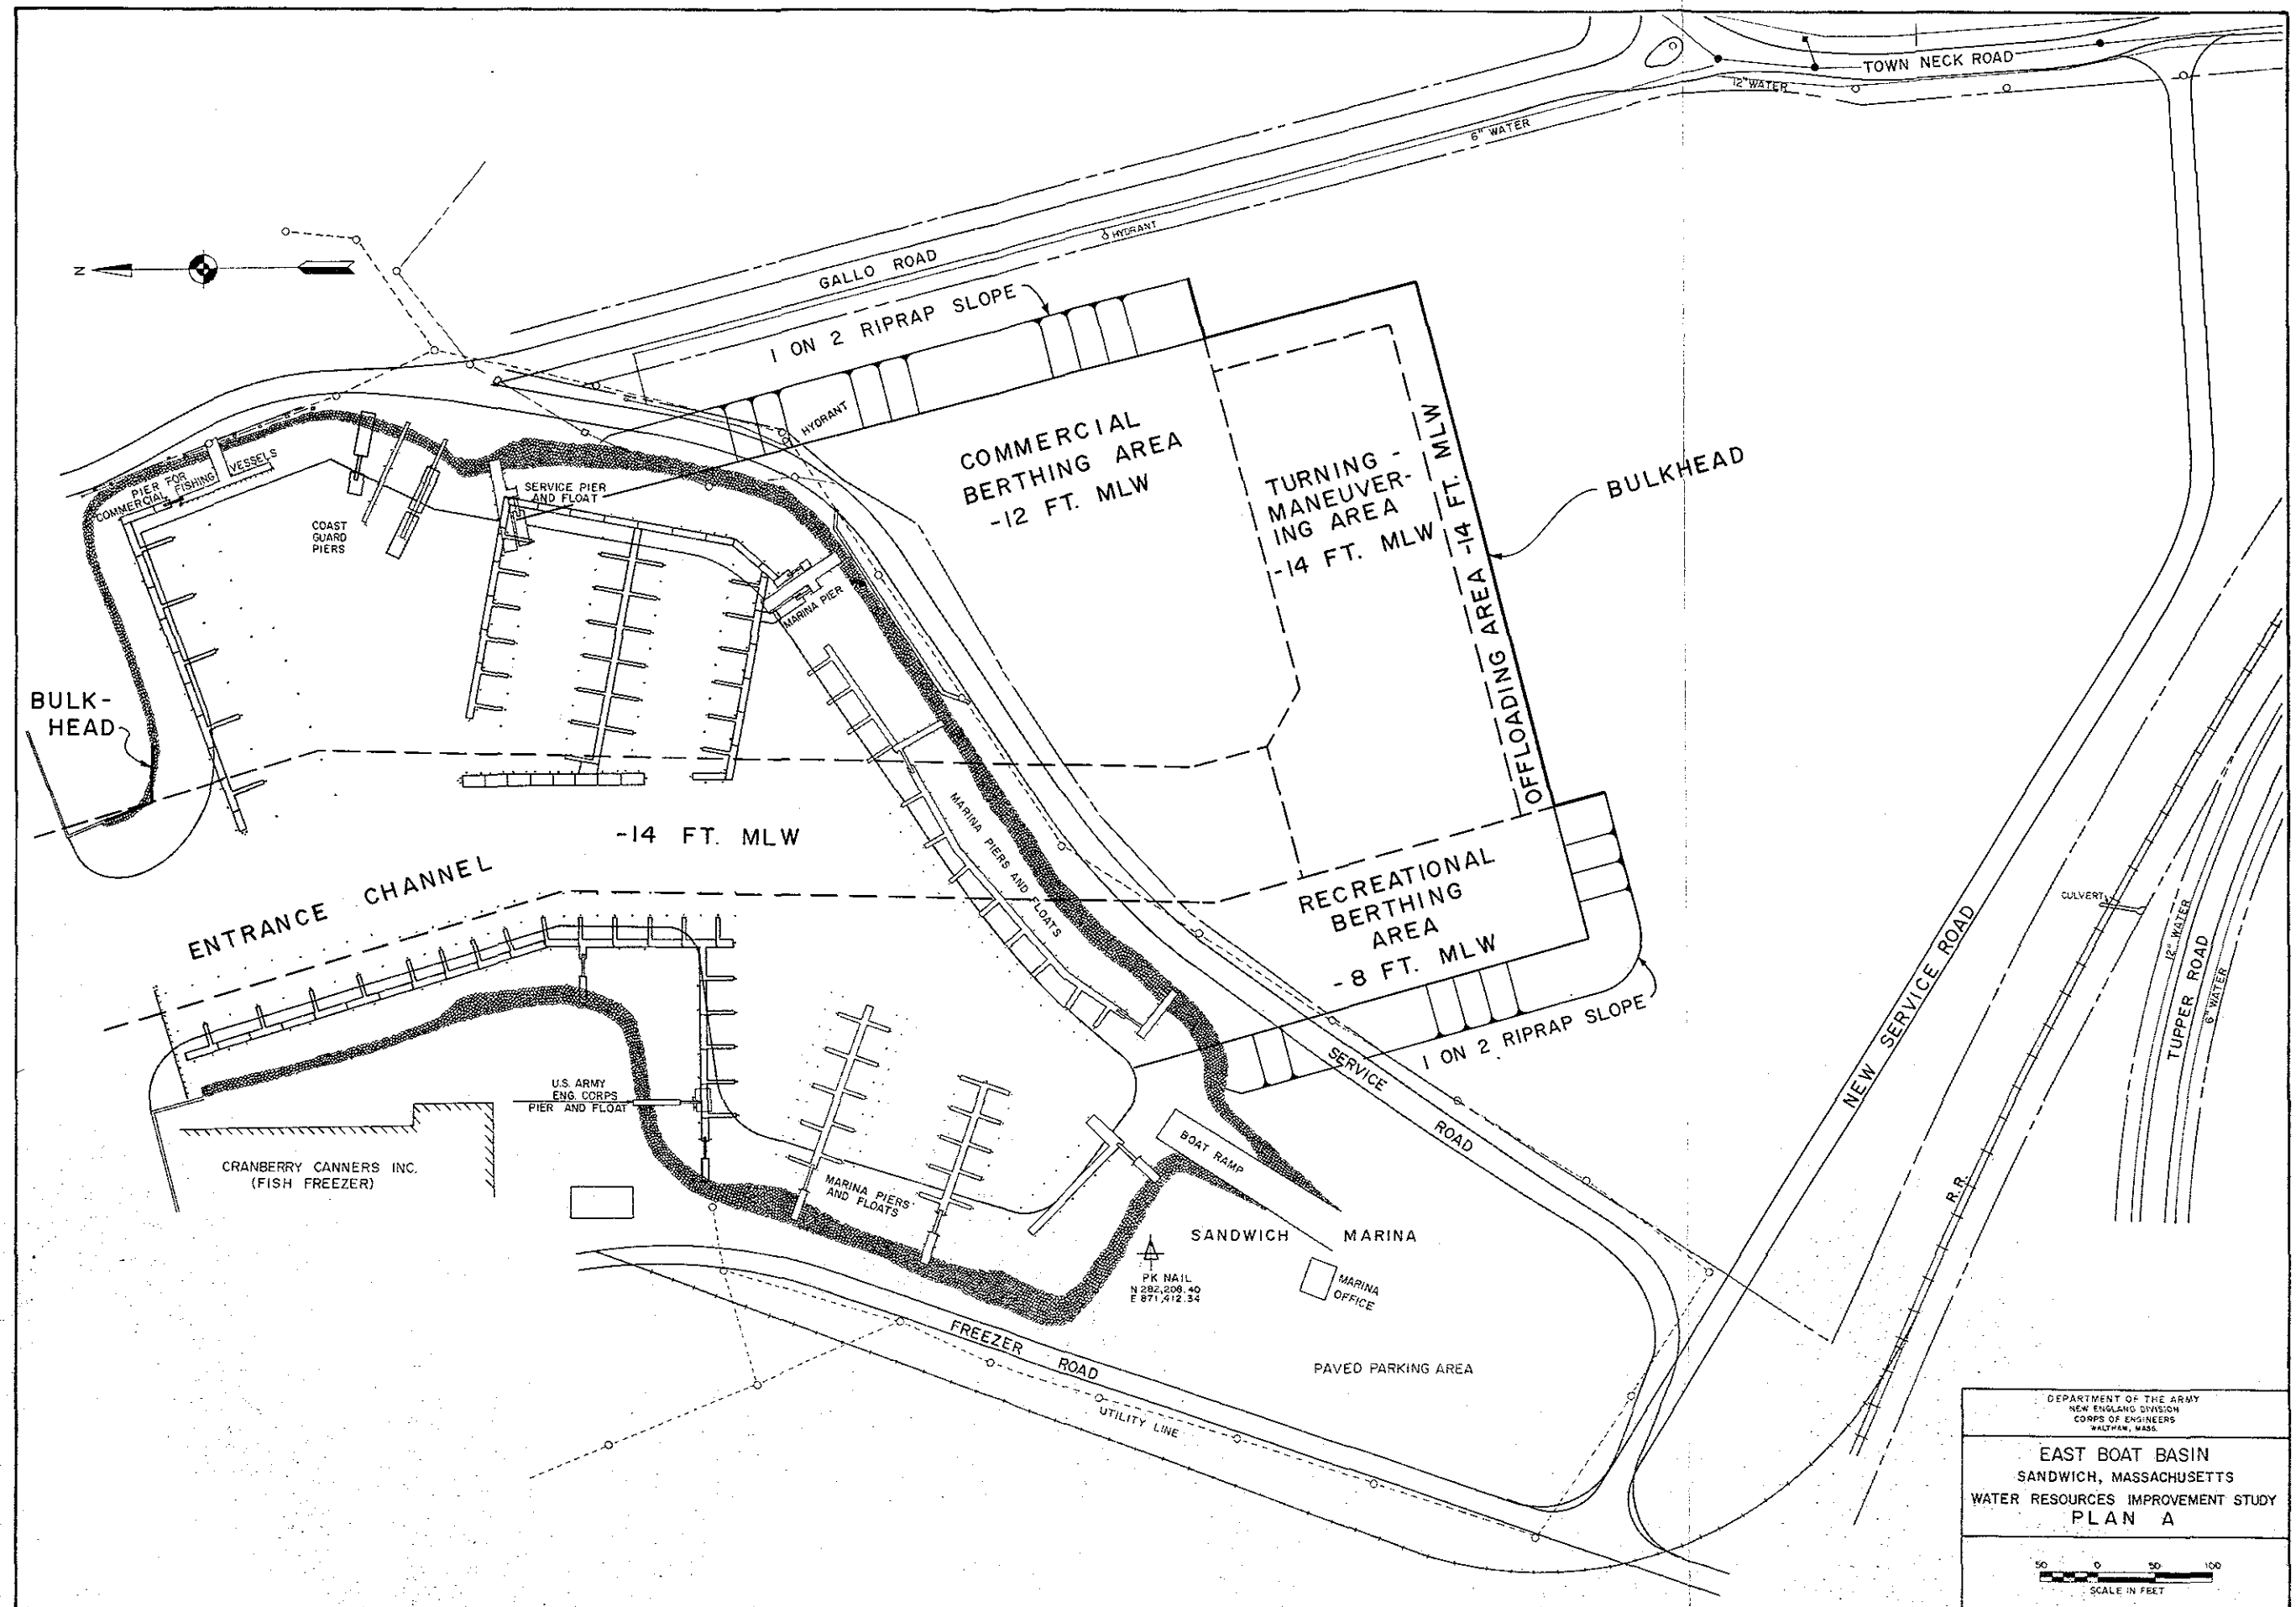 TOWN NECK ROAD
12" WATER
6" WATER
HYDRANT
N
GALLO ROAD
1 ON 2 RIPRAP SLOPE
HYDRANT
COMMERCIAL
BERTHING AREA
-12 FT. MLW
TURNING -
MANEUVER-
ING AREA
-14 FT. MLW
OFFLOADING AREA -14 FT. MLW
BULKHEAD
PIER FOR
COMMERCIAL FISHING VESSELS
COAST
GUARD
PIERS
SERVICE PIER
AND FLOAT
MARINA PIER
BULK-
HEAD
-14 FT. MLW
ENTRANCE CHANNEL
MARINA PIERS AND FLOATS
RECREATIONAL
BERTHING
AREA
- 8 FT. MLW
1 ON 2 RIPRAP SLOPE
SERVICE ROAD
NEW SERVICE ROAD
CULVERT
12" WATER
TUPPER ROAD
6" WATER
R.R.
U.S. ARMY
ENG. CORPS
PIER AND FLOAT
CRANBERRY CANNERS INC.
(FISH FREEZER)
MARINA PIERS
AND FLOATS
BOAT RAMP
SANDWICH MARINA
PK NAIL
N 282,208.40
E 871,412.34
MARINA
OFFICE
FREEZER ROAD
PAVED PARKING AREA
UTILITY LINE
DEPARTMENT OF THE ARMY
NEW ENGLAND DIVISION
CORPS OF ENGINEERS
WALTHAM, MASS.
EAST BOAT BASIN
SANDWICH, MASSACHUSETTS
WATER RESOURCES IMPROVEMENT STUDY
PLAN A
50 0 50 100
SCALE IN FEET